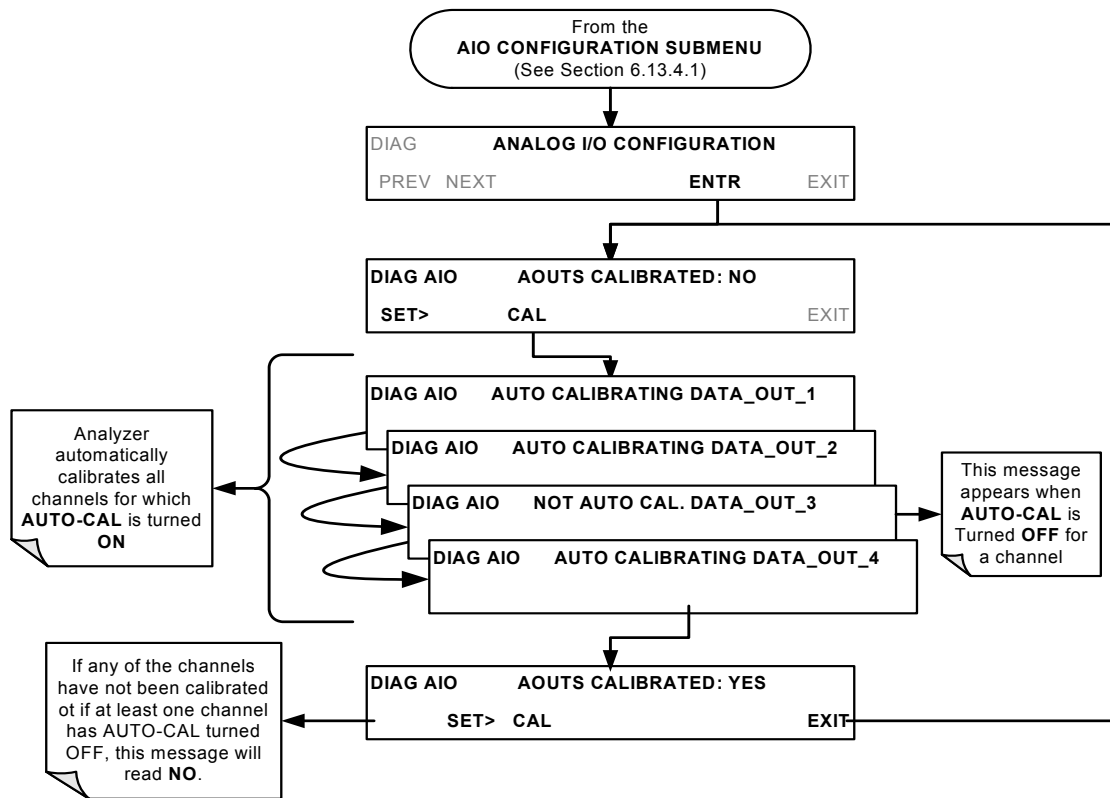 From the
AIO CONFIGURATION SUBMENU
(See Section 6.13.4.1)
DIAG ANALOG I/O CONFIGURATION
PREV NEXT ENTR EXIT
DIAG AIO AOUTS CALIBRATED: NO
SET> CAL EXIT
DIAG AIO AUTO CALIBRATING DATA_OUT_1
DIAG AIO AUTO CALIBRATING DATA_OUT_2
DIAG AIO NOT AUTO CAL. DATA_OUT_3
DIAG AIO AUTO CALIBRATING DATA_OUT_4
Analyzer
automatically
calibrates all
channels for which
AUTO-CAL is turned
ON
This message
appears when
AUTO-CAL is
Turned OFF for
a channel
DIAG AIO AOUTS CALIBRATED: YES
SET> CAL EXIT
If any of the channels
have not been calibrated
ot if at least one channel
has AUTO-CAL turned
OFF, this message will
read NO.